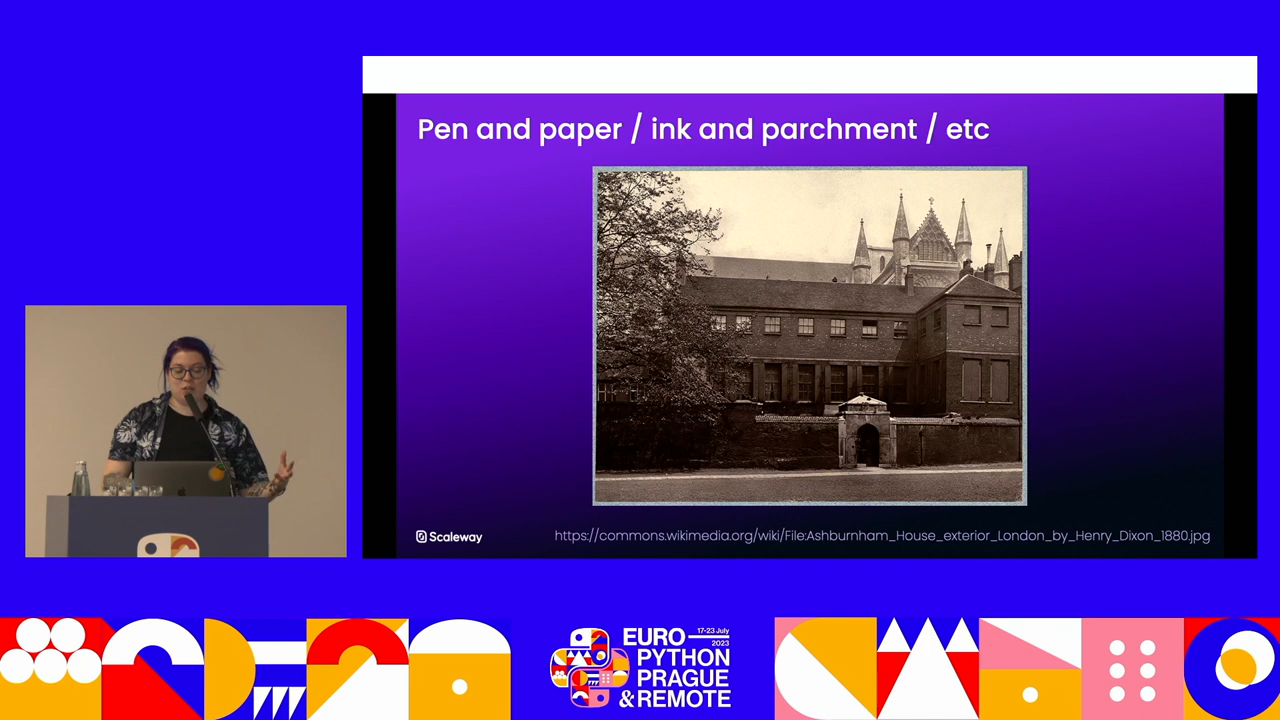 Pen and paper / ink and parchment / etc
Scaleway
https://commons.wikimedia.org/wiki/File:Ashburnham_House_exterior_London_by_Henry_Dixon_1880.jpg
EURO
17-23 July
2023
PYTHON
PRAGUE
&REMOTE